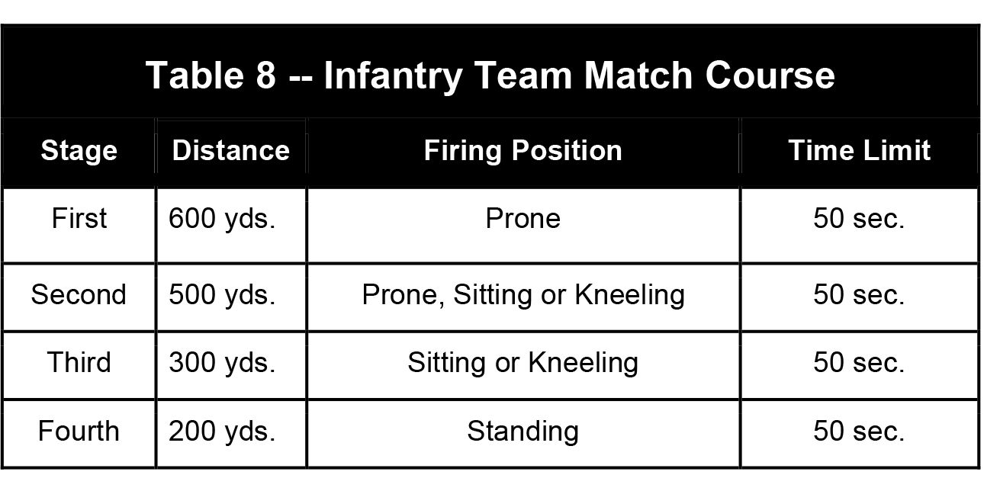 Table 8 -- Infantry Team Match Course
Stage Distance Firing Position Time Limit
First 600 yds. Prone 50 sec.
Second 500 yds. Prone, Sitting or Kneeling 50 sec.
Third 300 yds. Sitting or Kneeling 50 sec.
Fourth 200 yds. Standing 50 sec.